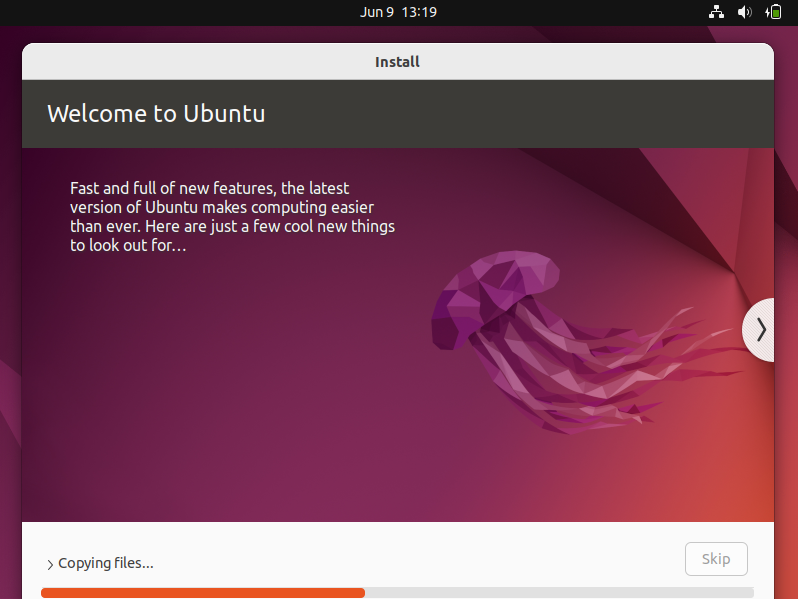 Jun 9 13:19
Install
Welcome to Ubuntu
Fast and full of new features, the latest
version of Ubuntu makes computing easier
than ever. Here are just a few cool new things
to look out for…
Copying files...
Skip